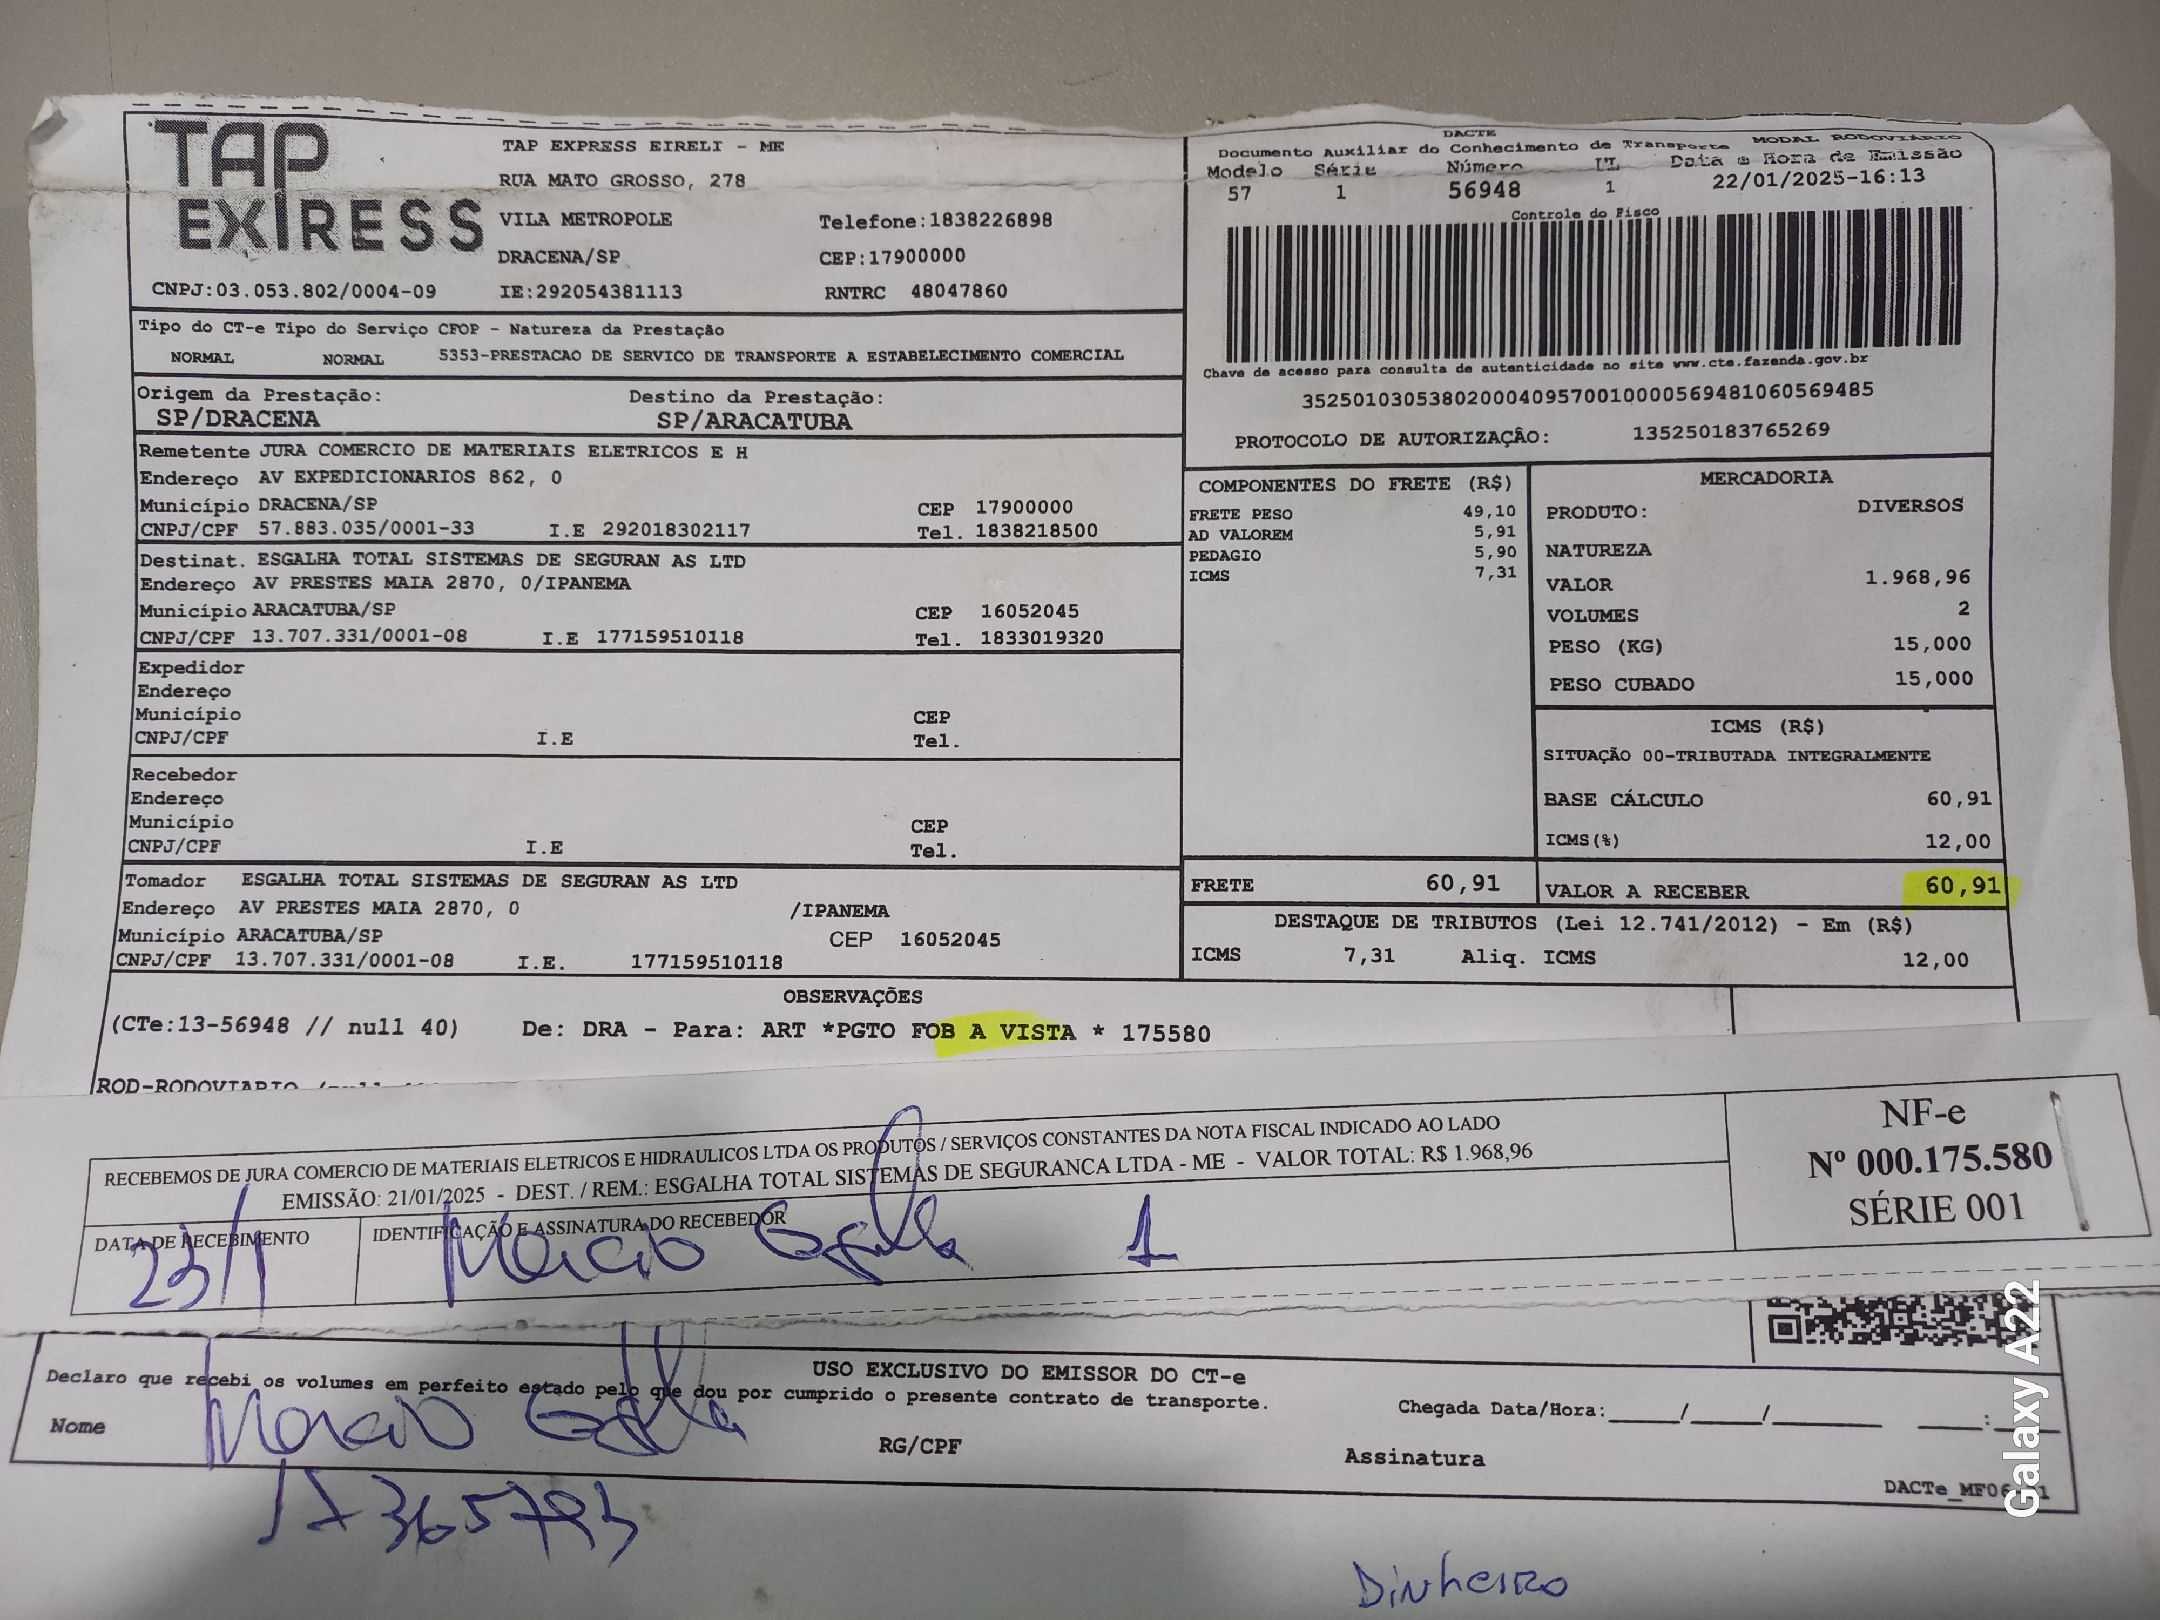 TAP
EXPRESS
TAP EXPRESS EIRELI - ME
RUA MATO GROSSO, 278
VILA METROPOLE Telefone:1838226898
DRACENA/SP CEP:17900000
CNPJ:03.053.802/0004-09 IE:292054381113 RNTRC 48047860
DACTE MODAL RODOVIÁRIO
Documento Auxiliar do Conhecimento de Transporte
Modelo Série Número Data e Hora de Emissão
57 1 56948 1 22/01/2025-16:13
Controle do Fisco
Chave de acesso para consulta de autenticidade no site www.cte.fazenda.gov.br
35250103053802000409570010000569481060569485
PROTOCOLO DE AUTORIZAÇÃO: 135250183765269
Tipo do CT-e Tipo do Serviço CFOP - Natureza da Prestação
NORMAL NORMAL 5353-PRESTACAO DE SERVICO DE TRANSPORTE A ESTABELECIMENTO COMERCIAL
Origem da Prestação: Destino da Prestação:
SP/DRACENA SP/ARACATUBA
Remetente JURA COMERCIO DE MATERIAIS ELETRICOS E H
Endereço AV EXPEDICIONARIOS 862, 0
Município DRACENA/SP CEP 17900000
CNPJ/CPF 57.883.035/0001-33 I.E 292018302117 Tel. 1838218500
Destinat. ESGALHA TOTAL SISTEMAS DE SEGURAN AS LTD
Endereço AV PRESTES MAIA 2870, 0/IPANEMA
Município ARACATUBA/SP CEP 16052045
CNPJ/CPF 13.707.331/0001-08 I.E 177159510118 Tel. 1833019320
Expedidor
Endereço
Município CEP
CNPJ/CPF I.E Tel.
Recebedor
Endereço
Município CEP
CNPJ/CPF I.E Tel.
Tomador ESGALHA TOTAL SISTEMAS DE SEGURAN AS LTD
Endereço AV PRESTES MAIA 2870, 0 /IPANEMA
Município ARACATUBA/SP CEP 16052045
CNPJ/CPF 13.707.331/0001-08 I.E. 177159510118
COMPONENTES DO FRETE (R$)
FRETE PESO 49,10
AD VALOREM 5,91
PEDAGIO 5,90
ICMS 7,31
MERCADORIA
PRODUTO: DIVERSOS
NATUREZA
VALOR 1.968,96
VOLUMES 2
PESO (KG) 15,000
PESO CUBADO 15,000
ICMS (R$)
SITUAÇÃO 00-TRIBUTADA INTEGRALMENTE
BASE CÁLCULO 60,91
ICMS(%) 12,00
FRETE 60,91 VALOR A RECEBER 60,91
DESTAQUE DE TRIBUTOS (Lei 12.741/2012) - Em (R$)
ICMS 7,31 Aliq. ICMS 12,00
OBSERVAÇÕES
(CTe:13-56948 // null 40) De: DRA - Para: ART *PGTO FOB A VISTA * 175580
ROD-RODOVIARIO
RECEBEMOS DE JURA COMERCIO DE MATERIAIS ELETRICOS E HIDRAULICOS LTDA OS PRODUTOS / SERVIÇOS CONSTANTES DA NOTA FISCAL INDICADO AO LADO
EMISSÃO: 21/01/2025 - DEST. / REM.: ESGALHA TOTAL SISTEMAS DE SEGURANCA LTDA - ME - VALOR TOTAL: R$ 1.968,96
DATA DE RECEBIMENTO IDENTIFICAÇÃO E ASSINATURA DO RECEBEDOR
23/1 Marcio 1
NF-e
Nº 000.175.580
SÉRIE 001
USO EXCLUSIVO DO EMISSOR DO CT-e
Declaro que recebi os volumes em perfeito estado pelo que dou por cumprido o presente contrato de transporte.
Chegada Data/Hora:_____/_____/________ _____:_____
Nome Marcio RG/CPF Assinatura
DACTe_MF06
Dinheiro
Galaxy A22